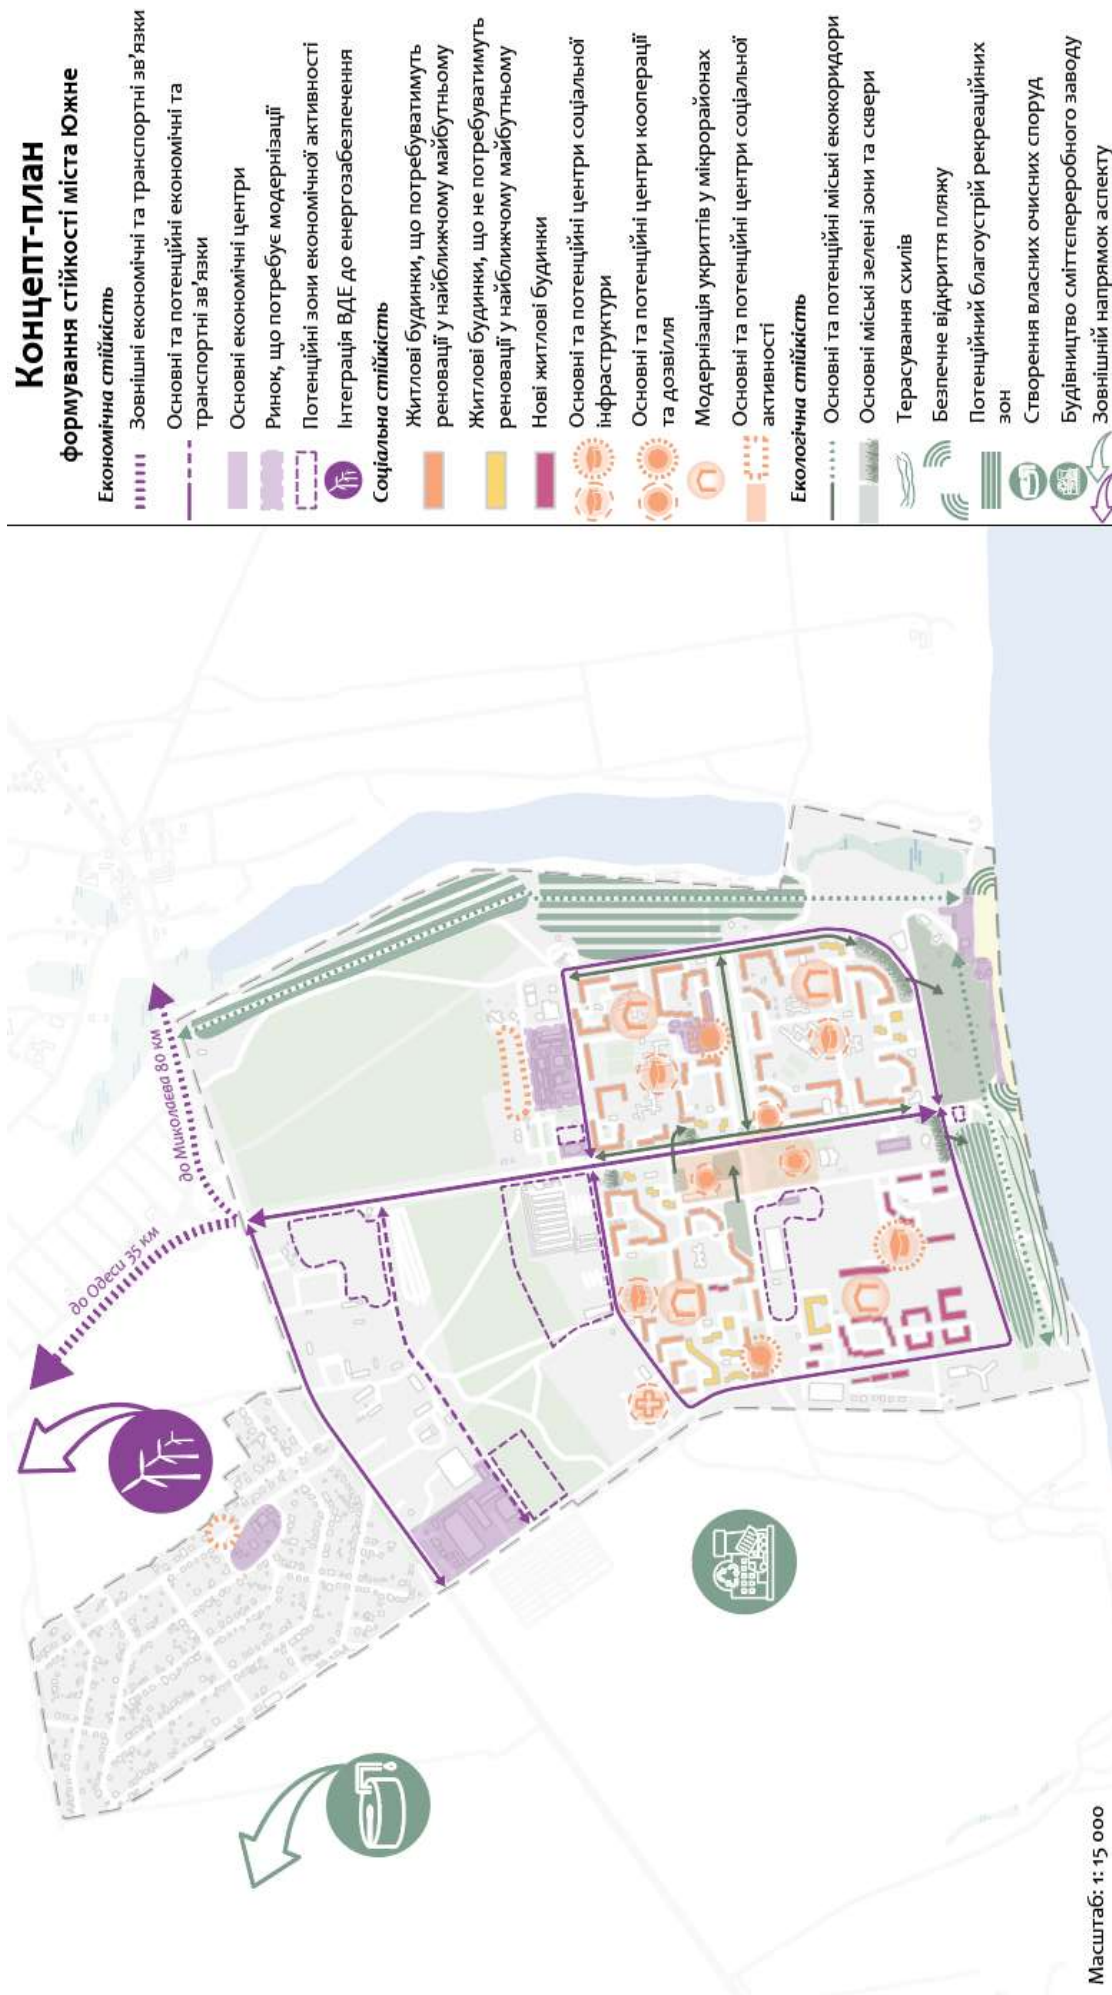 Концепт-план
формування стійкості міста Южне
Економічна стійкість
Зовнішні економічні та транспортні зв'язки
Основні та потенційні економічні та
транспортні зв'язки
Основні економічні центри
Ринок, що потребує модернізації
Потенційні зони економічної активності
Інтеграція ВДЕ до енергозабезпечення
Соціальна стійкість
Житлові будинки, що потребуватимуть
реновації у найближчому майбутньому
Житлові будинки, що не потребуватимуть
реновації у найближчому майбутньому
Нові житлові будинки
Основні та потенційні центри соціальної
інфраструктури
Основні та потенційні центри кооперації
та дозвілля
Модернізація укриттів у мікрорайонах
Основні та потенційні центри соціальної
активності
Екологічна стійкість
Основні та потенційні міські екокоридори
Основні міські зелені зони та сквери
Терасування схилів
Безпечне відкриття пляжу
Потенційний благоустрій рекреаційних
зон
Створення власних очисних споруд
Будівництво сміттєпереробного заводу
Зовнішній напрямок аспекту
до Одеси 35 км
до Миколаєва 80 км
Масштаб: 1: 15 000